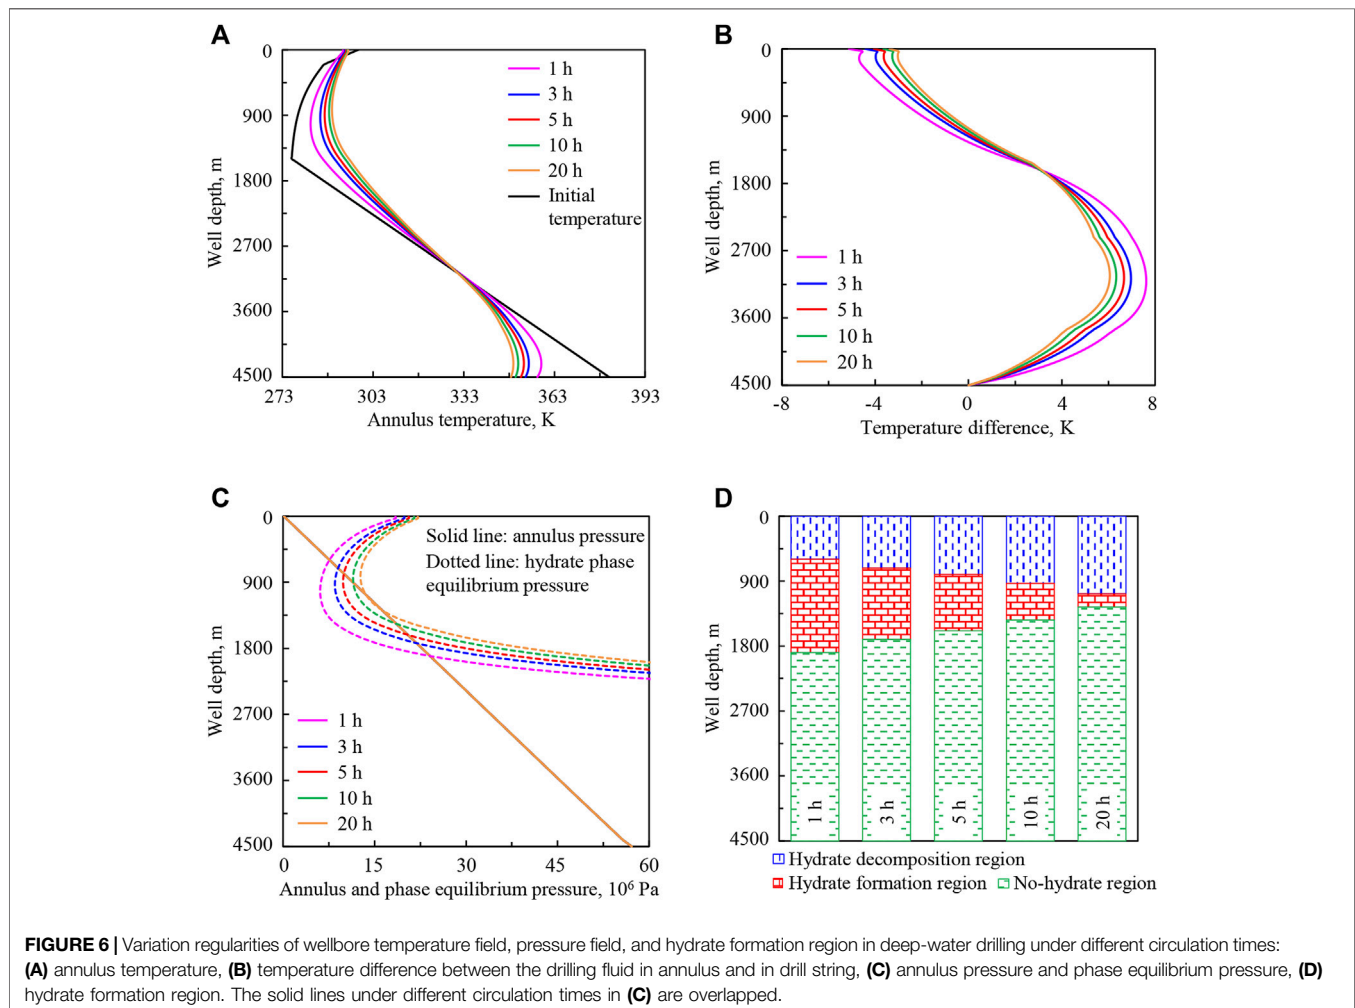 A
0
900
1800
2700
3600
4500
Well depth, m
1 h
3 h
5 h
10 h
20 h
Initial
temperature
273
303
333
363
393
Annulus temperature, K
B
0
900
1800
2700
3600
4500
Well depth, m
1 h
3 h
5 h
10 h
20 h
-8
-4
0
4
8
Temperature difference, K
C
0
900
1800
2700
3600
4500
Well depth, m
Solid line: annulus pressure
Dotted line: hydrate phase
equilibrium pressure
1 h
3 h
5 h
10 h
20 h
0
15
30
45
60
Annulus and phase equilibrium pressure, 10⁶ Pa
D
0
900
1800
2700
3600
4500
Well depth, m
1 h
3 h
5 h
10 h
20 h
Hydrate decomposition region
Hydrate formation region
No-hydrate region
FIGURE 6 | Variation regularities of wellbore temperature field, pressure field, and hydrate formation region in deep-water drilling under different circulation times:
(A) annulus temperature, (B) temperature difference between the drilling fluid in annulus and in drill string, (C) annulus pressure and phase equilibrium pressure, (D)
hydrate formation region. The solid lines under different circulation times in (C) are overlapped.